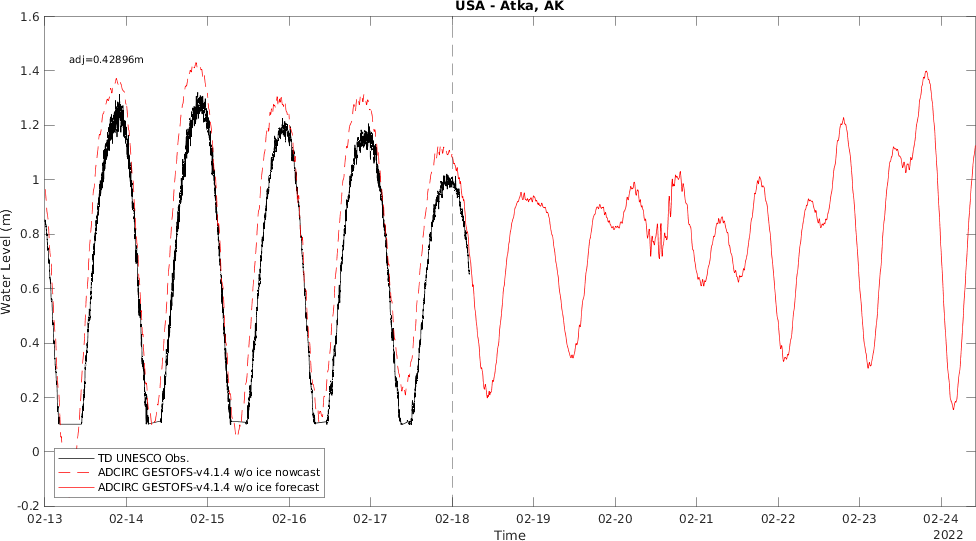 USA - Atka, AK
adj=0.42896m
1.6
1.4
1.2
1
0.8
0.6
0.4
0.2
0
-0.2
Water Level (m)
TD UNESCO Obs.
ADCIRC GESTOFS-v4.1.4 w/o ice nowcast
ADCIRC GESTOFS-v4.1.4 w/o ice forecast
02-13 02-14 02-15 02-16 02-17 02-18 02-19 02-20 02-21 02-22 02-23 02-24
Time
2022